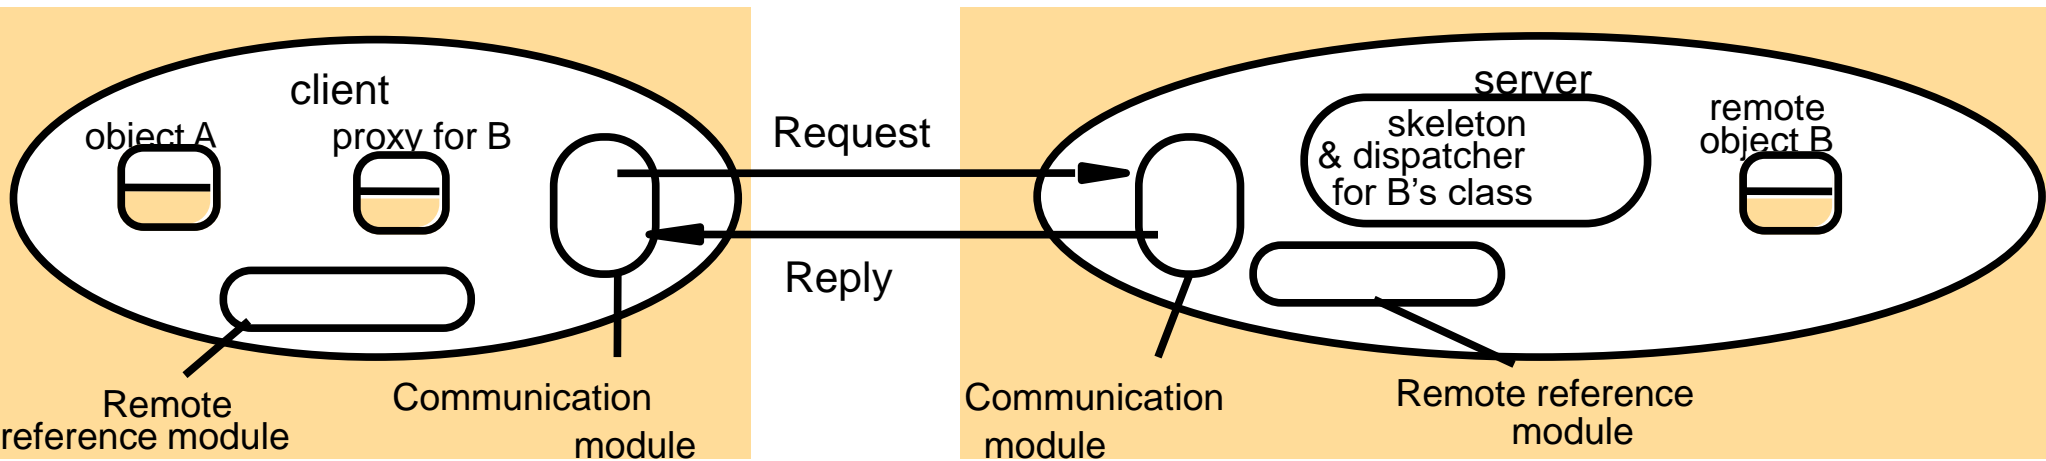 client
object A
proxy for B
Remote
reference module
Communication
module
Request
Reply
server
skeleton
& dispatcher
for B’s class
remote
object B
Communication
module
Remote reference
module